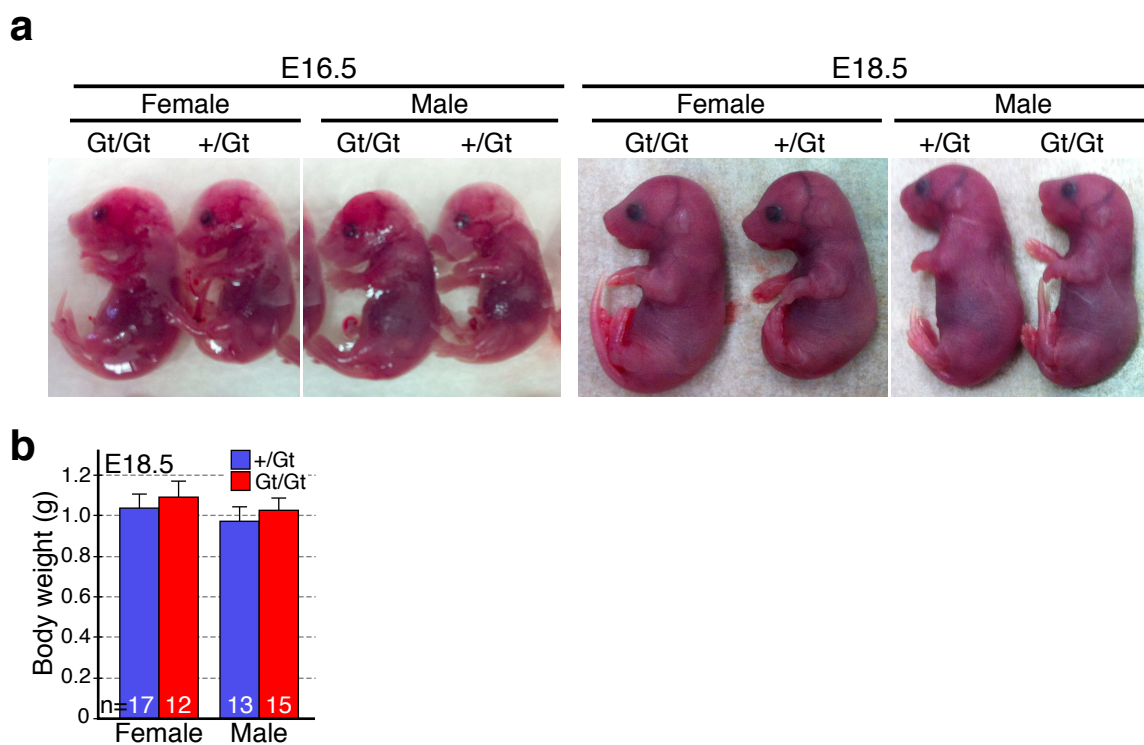 a
E16.5 E18.5
Female Male Female Male
Gt/Gt +/Gt Gt/Gt +/Gt Gt/Gt +/Gt +/Gt Gt/Gt
b
E18.5
+/Gt
Gt/Gt
Body weight (g)
1.2
1.0
0.8
0.6
0.4
0.2
0
n=17 12 13 15
Female Male